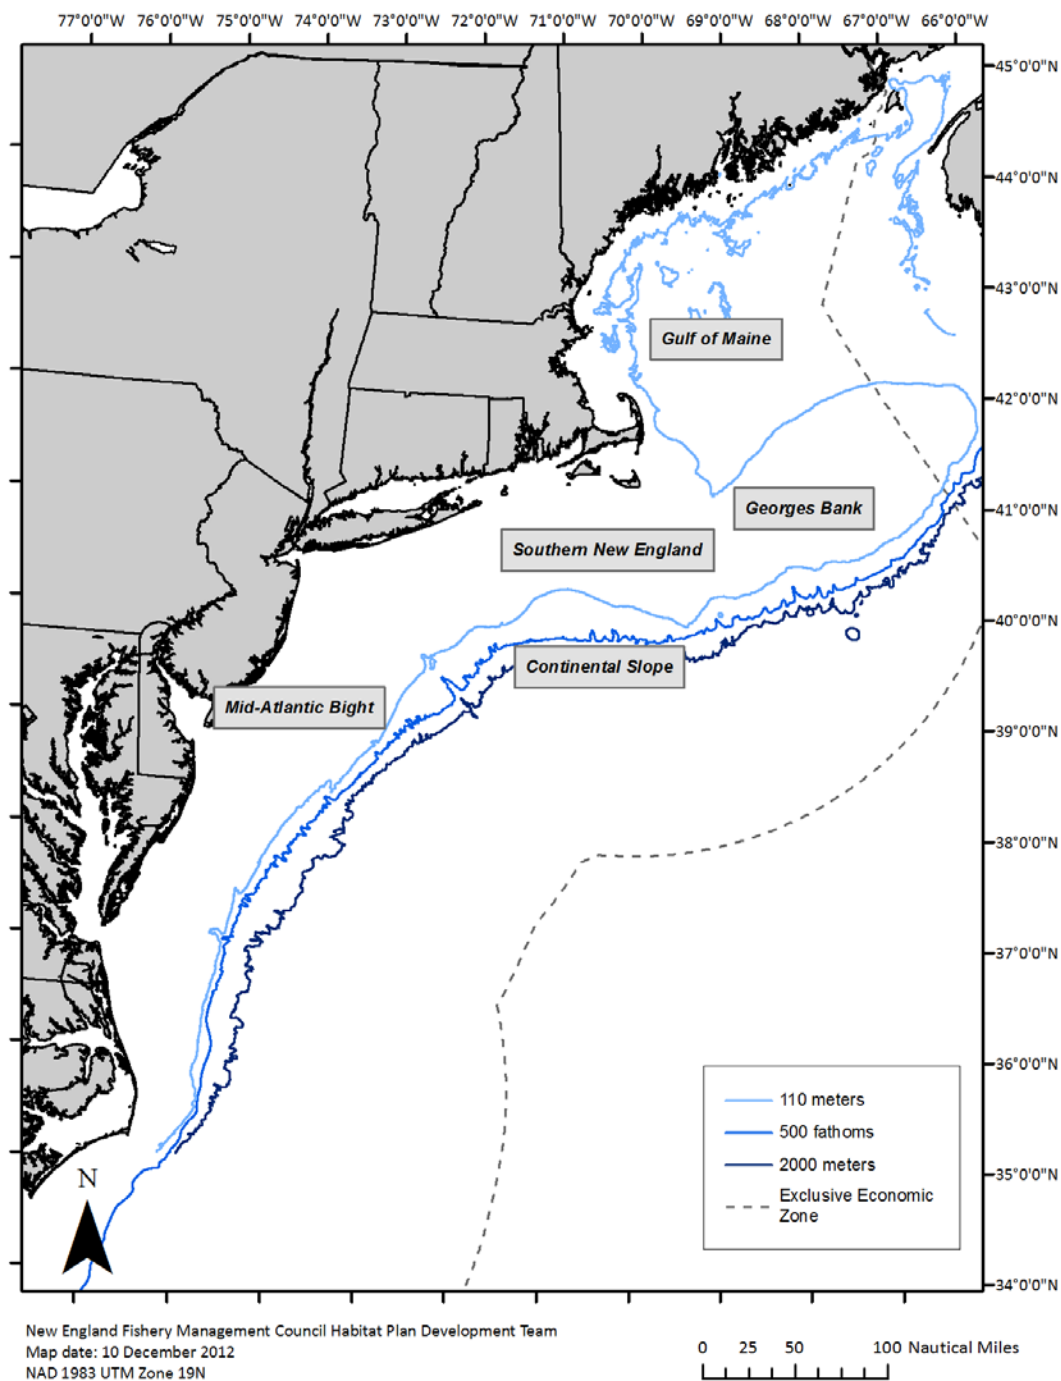 77°0'0"W 76°0'0"W 75°0'0"W 74°0'0"W 73°0'0"W 72°0'0"W 71°0'0"W 70°0'0"W 69°0'0"W 68°0'0"W 67°0'0"W 66°0'0"W
45°0'0"N
44°0'0"N
43°0'0"N
Gulf of Maine
42°0'0"N
Georges Bank
41°0'0"N
Southern New England
40°0'0"N
Continental Slope
Mid-Atlantic Bight
39°0'0"N
38°0'0"N
37°0'0"N
36°0'0"N
110 meters
500 fathoms
2000 meters
Exclusive Economic
Zone
35°0'0"N
N
34°0'0"N
New England Fishery Management Council Habitat Plan Development Team
Map date: 10 December 2012
NAD 1983 UTM Zone 19N
0 25 50 100 Nautical Miles